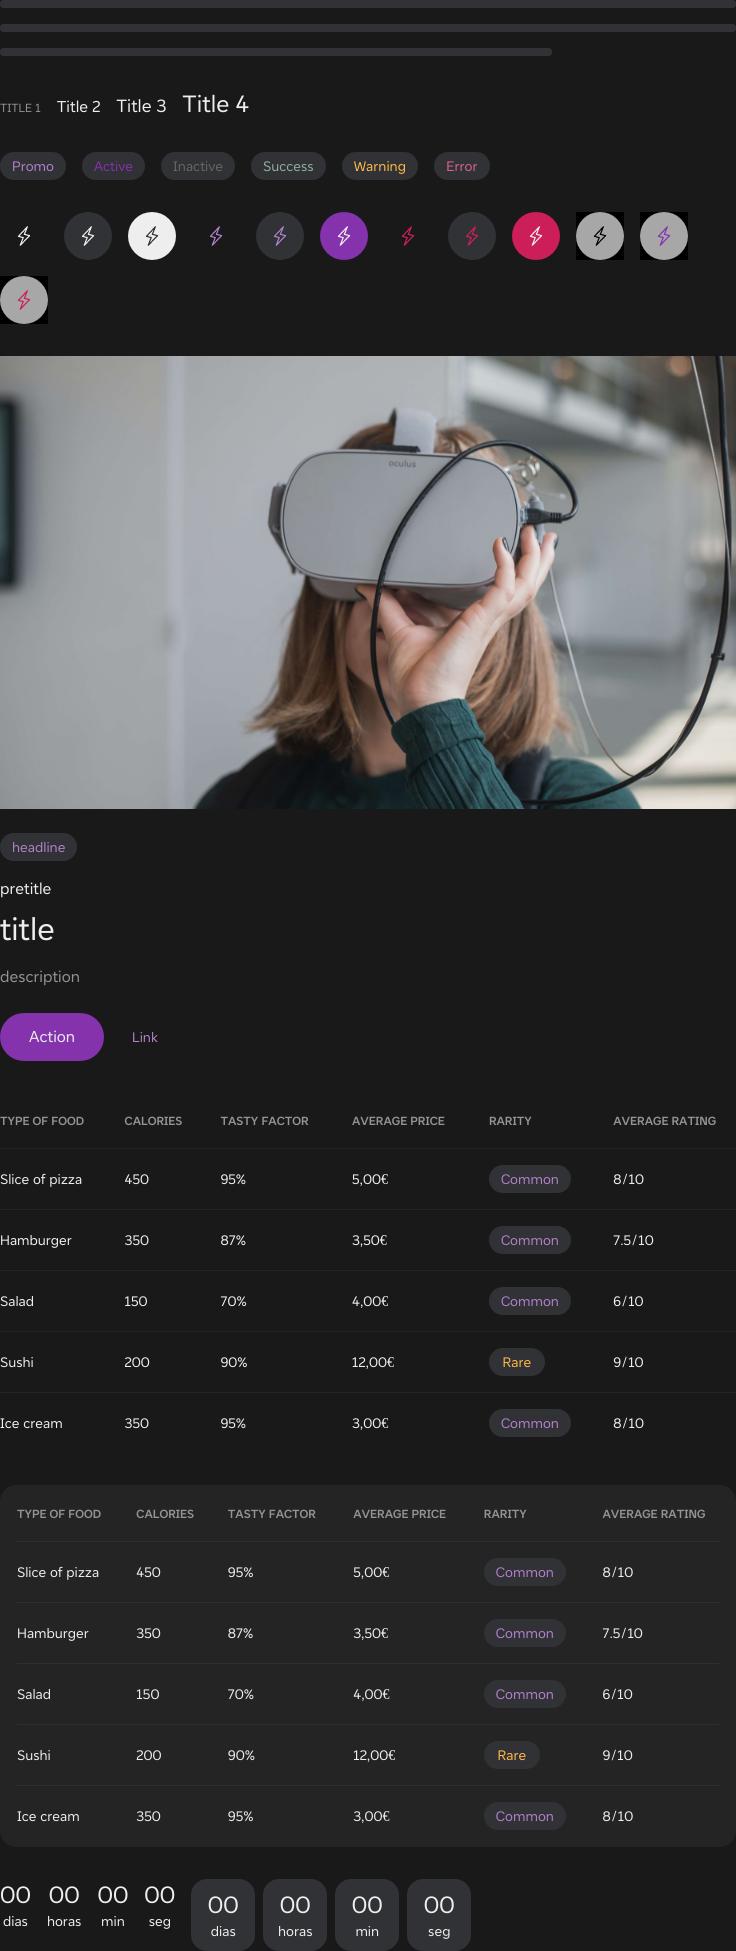 TITLE 1 Title 2 Title 3 Title 4
Promo Active Inactive Success Warning Error
oculus
headline
pretitle
title
description
Action Link
TYPE OF FOOD CALORIES TASTY FACTOR AVERAGE PRICE RARITY AVERAGE RATING
Slice of pizza 450 95% 5,00€ Common 8/10
Hamburger 350 87% 3,50€ Common 7.5/10
Salad 150 70% 4,00€ Common 6/10
Sushi 200 90% 12,00€ Rare 9/10
Ice cream 350 95% 3,00€ Common 8/10
TYPE OF FOOD CALORIES TASTY FACTOR AVERAGE PRICE RARITY AVERAGE RATING
Slice of pizza 450 95% 5,00€ Common 8/10
Hamburger 350 87% 3,50€ Common 7.5/10
Salad 150 70% 4,00€ Common 6/10
Sushi 200 90% 12,00€ Rare 9/10
Ice cream 350 95% 3,00€ Common 8/10
00 00 00 00 00 00 00 00
dias horas min seg dias horas min seg